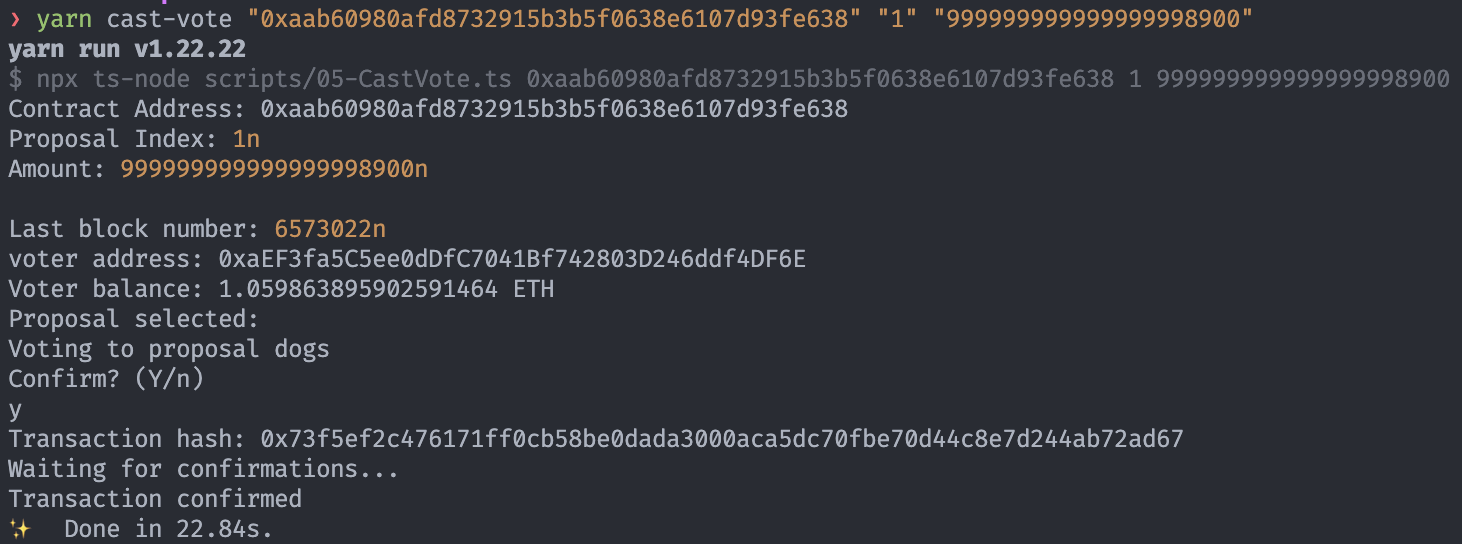 ❯ yarn cast-vote "0xaab60980afd8732915b3b5f0638e6107d93fe638" "1" "9999999999999999998900"
yarn run v1.22.22
$ npx ts-node scripts/05-CastVote.ts 0xaab60980afd8732915b3b5f0638e6107d93fe638 1 9999999999999999998900
Contract Address: 0xaab60980afd8732915b3b5f0638e6107d93fe638
Proposal Index: 1n
Amount: 9999999999999999998900n
Last block number: 6573022n
voter address: 0xaEF3fa5C5ee0dDfC7041Bf742803D246ddf4DF6E
Voter balance: 1.059863895902591464 ETH
Proposal selected:
Voting to proposal dogs
Confirm? (Y/n)
y
Transaction hash: 0x73f5ef2c476171ff0cb58be0dada3000aca5dc70fbe70d44c8e7d244ab72ad67
Waiting for confirmations...
Transaction confirmed
✨ Done in 22.84s.